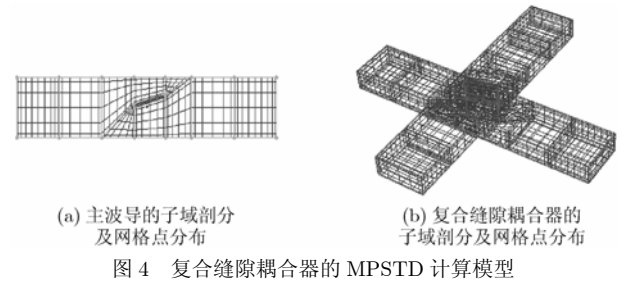 (a) 主波导的子域剖分
及网格点分布
(b) 复合缝隙耦合器的
子域剖分及网格点分布
图 4 复合缝隙耦合器的 MPSTD 计算模型